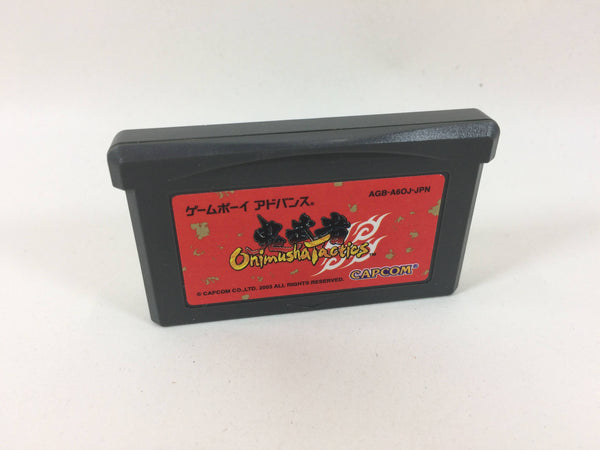 ゲームボーイ アドバンス®
AGB-A6OJ-JPN
鬼武者
Onimusha Tactics™
CAPCOM®
© CAPCOM CO.,LTD. 2003 ALL RIGHTS RESERVED.